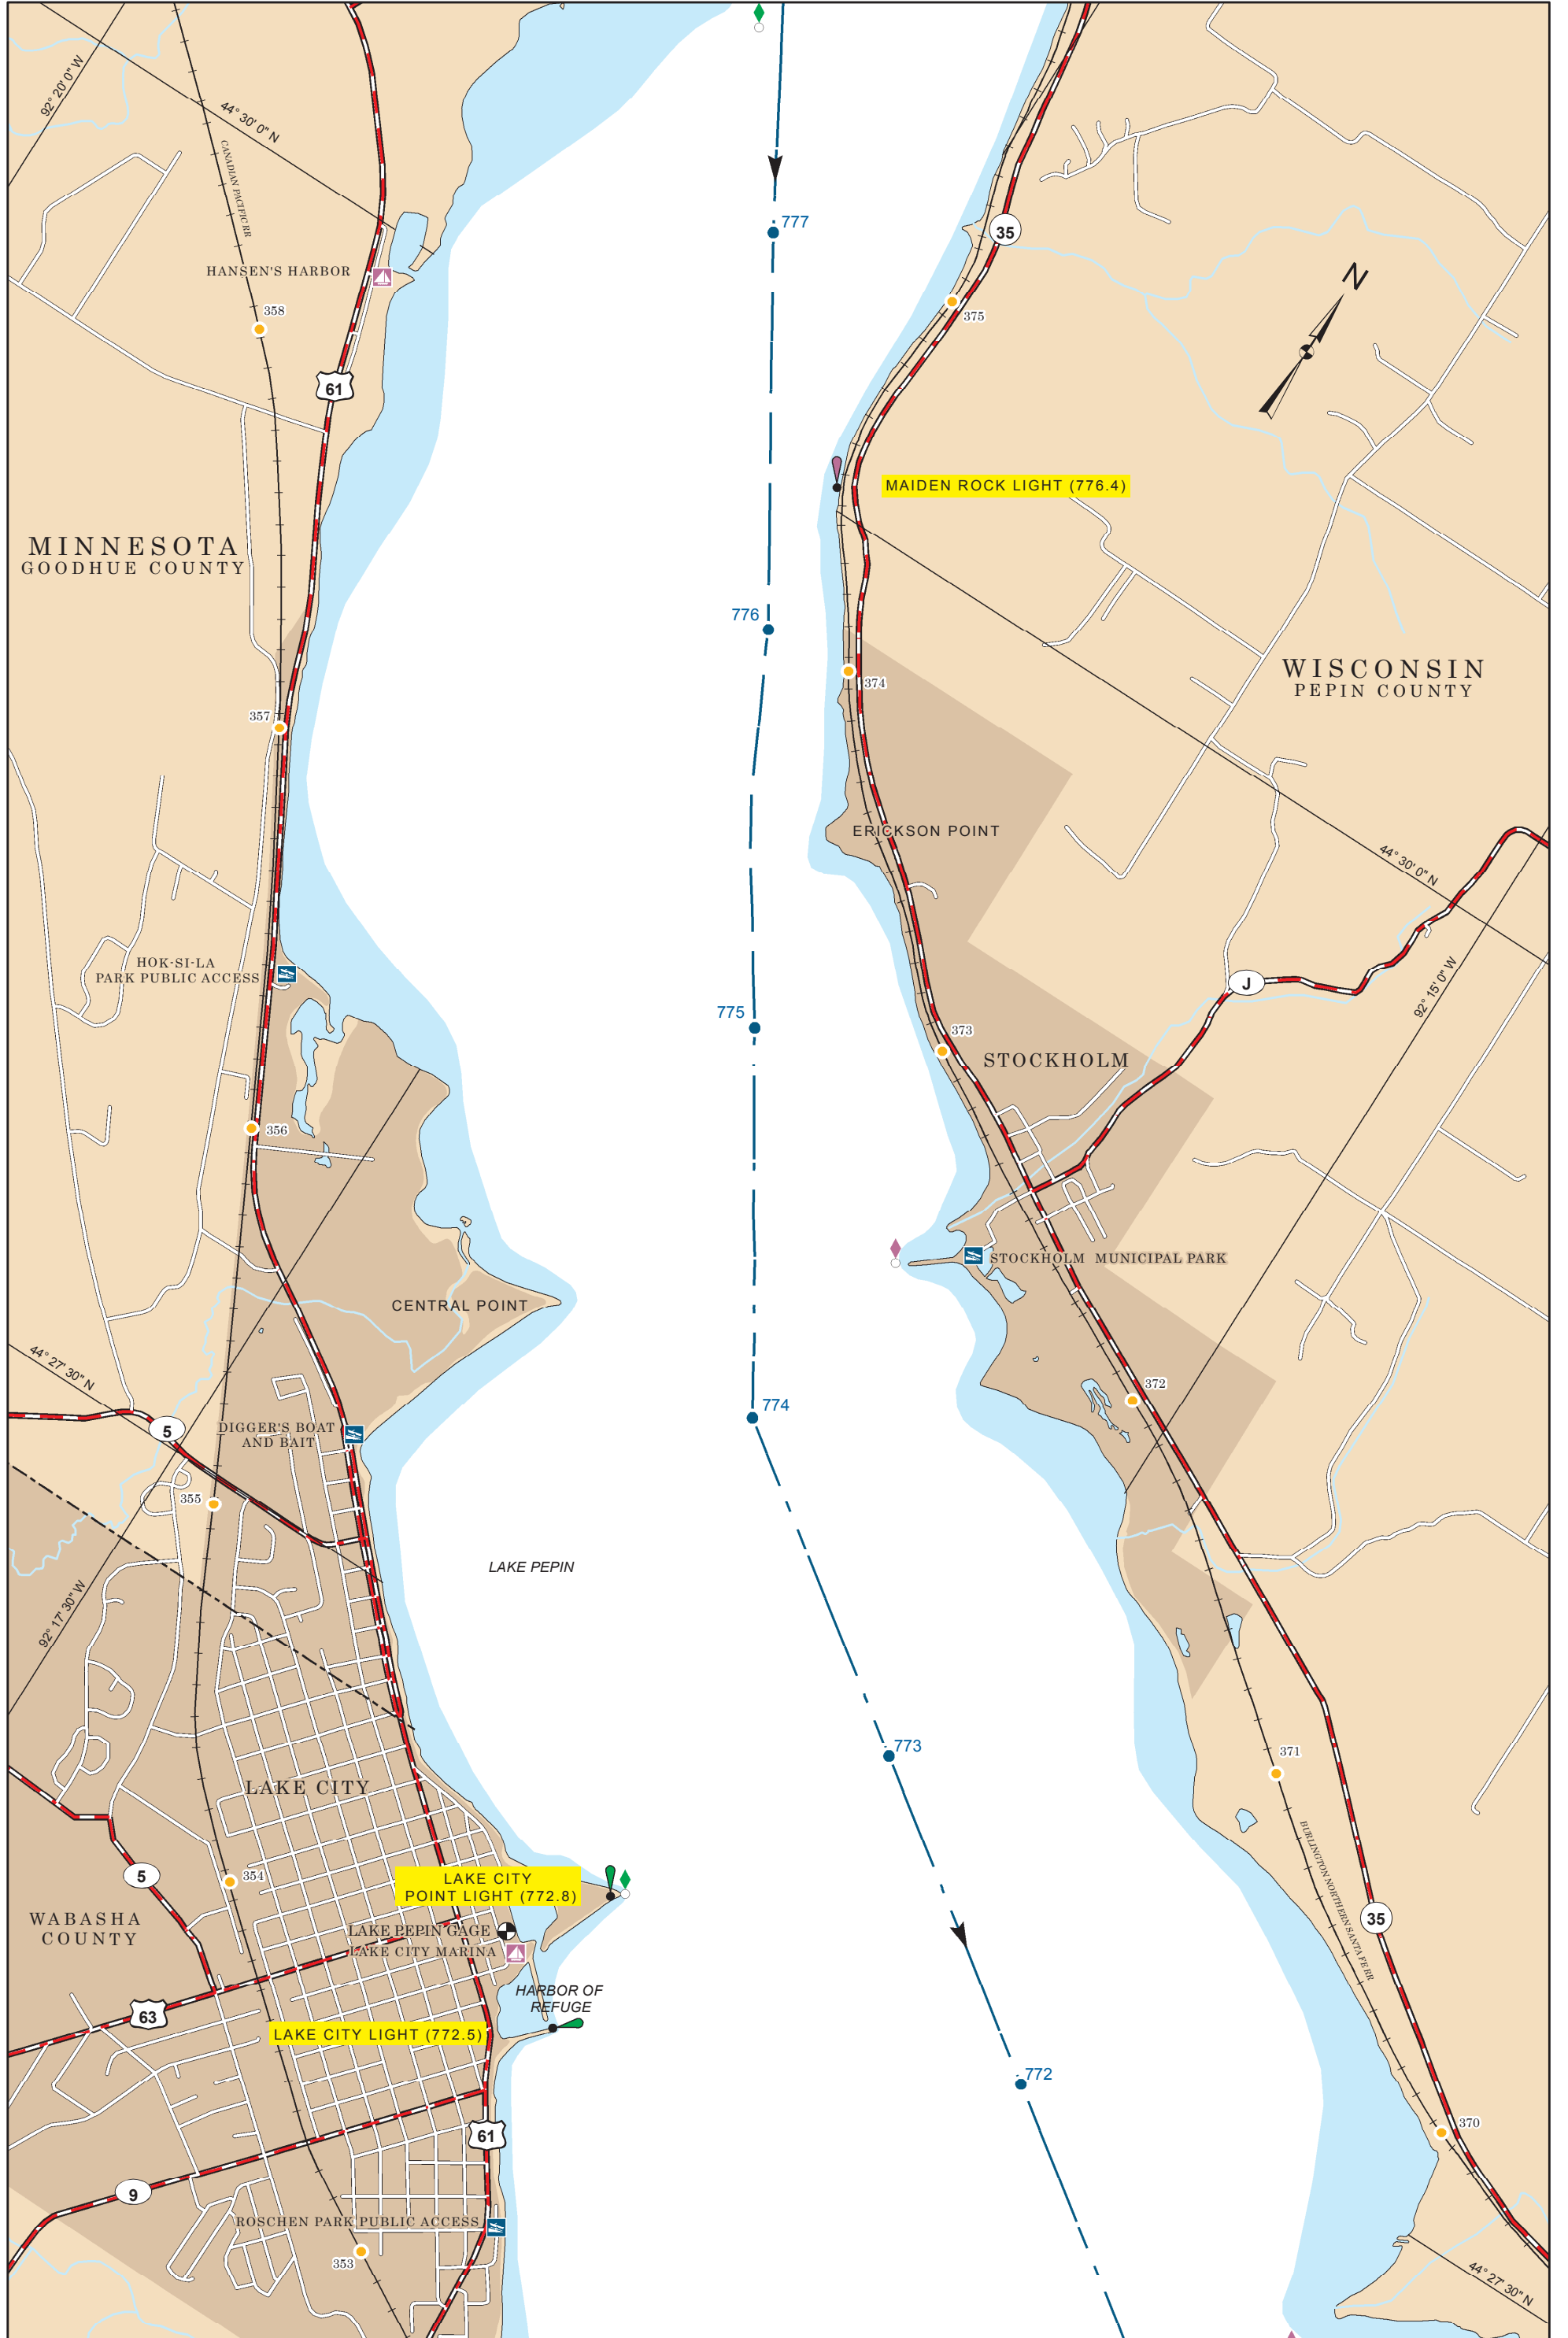 92° 20' 0" W
44° 30' 0" N
CANADIAN PACIFIC RR
777
35
N
HANSEN'S HARBOR
358
375
61
MAIDEN ROCK LIGHT (776.4)
MINNESOTA
GOODHUE COUNTY
776
WISCONSIN
PEPIN COUNTY
374
357
ERICKSON POINT
44° 30' 0" N
HOK-SI-LA
PARK PUBLIC ACCESS
J
92° 15' 0" W
775
373
STOCKHOLM
356
STOCKHOLM MUNICIPAL PARK
CENTRAL POINT
44° 27' 30" N
372
774
5
DIGGER'S BOAT
AND BAIT
355
LAKE PEPIN
92° 17' 30" W
773
371
LAKE CITY
BURLINGTON NORTHERN SANTA FE RR
5
354
LAKE CITY
POINT LIGHT (772.8)
WABASHA
COUNTY
35
LAKE PEPIN GAGE
LAKE CITY MARINA
HARBOR OF
REFUGE
63
LAKE CITY LIGHT (772.5)
772
370
61
9
ROSCHEN PARK PUBLIC ACCESS
353
44° 27' 30" N